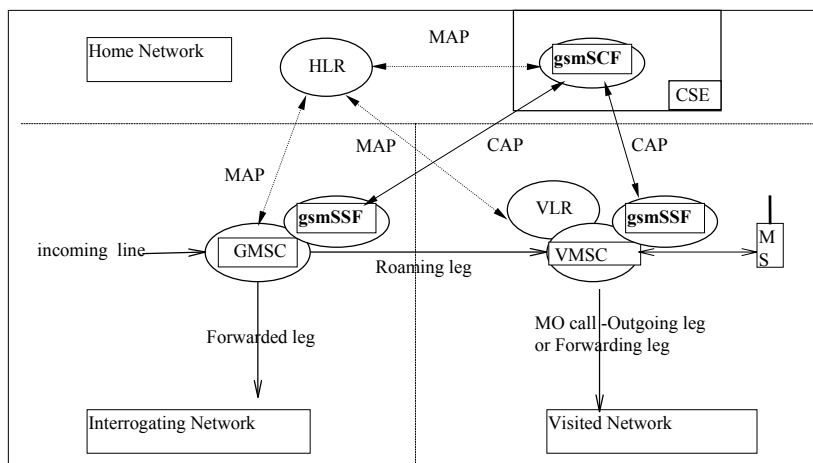 Home Network
MAP
HLR
gsmSCF
CSE
MAP
MAP
CAP
CAP
gsmSSF
VLR
gsmSSF
incoming line
GMSC
VMSC
M
S
Roaming leg
Forwarded leg
MO call -Outgoing leg
or Forwarding leg
Interrogating Network
Visited Network